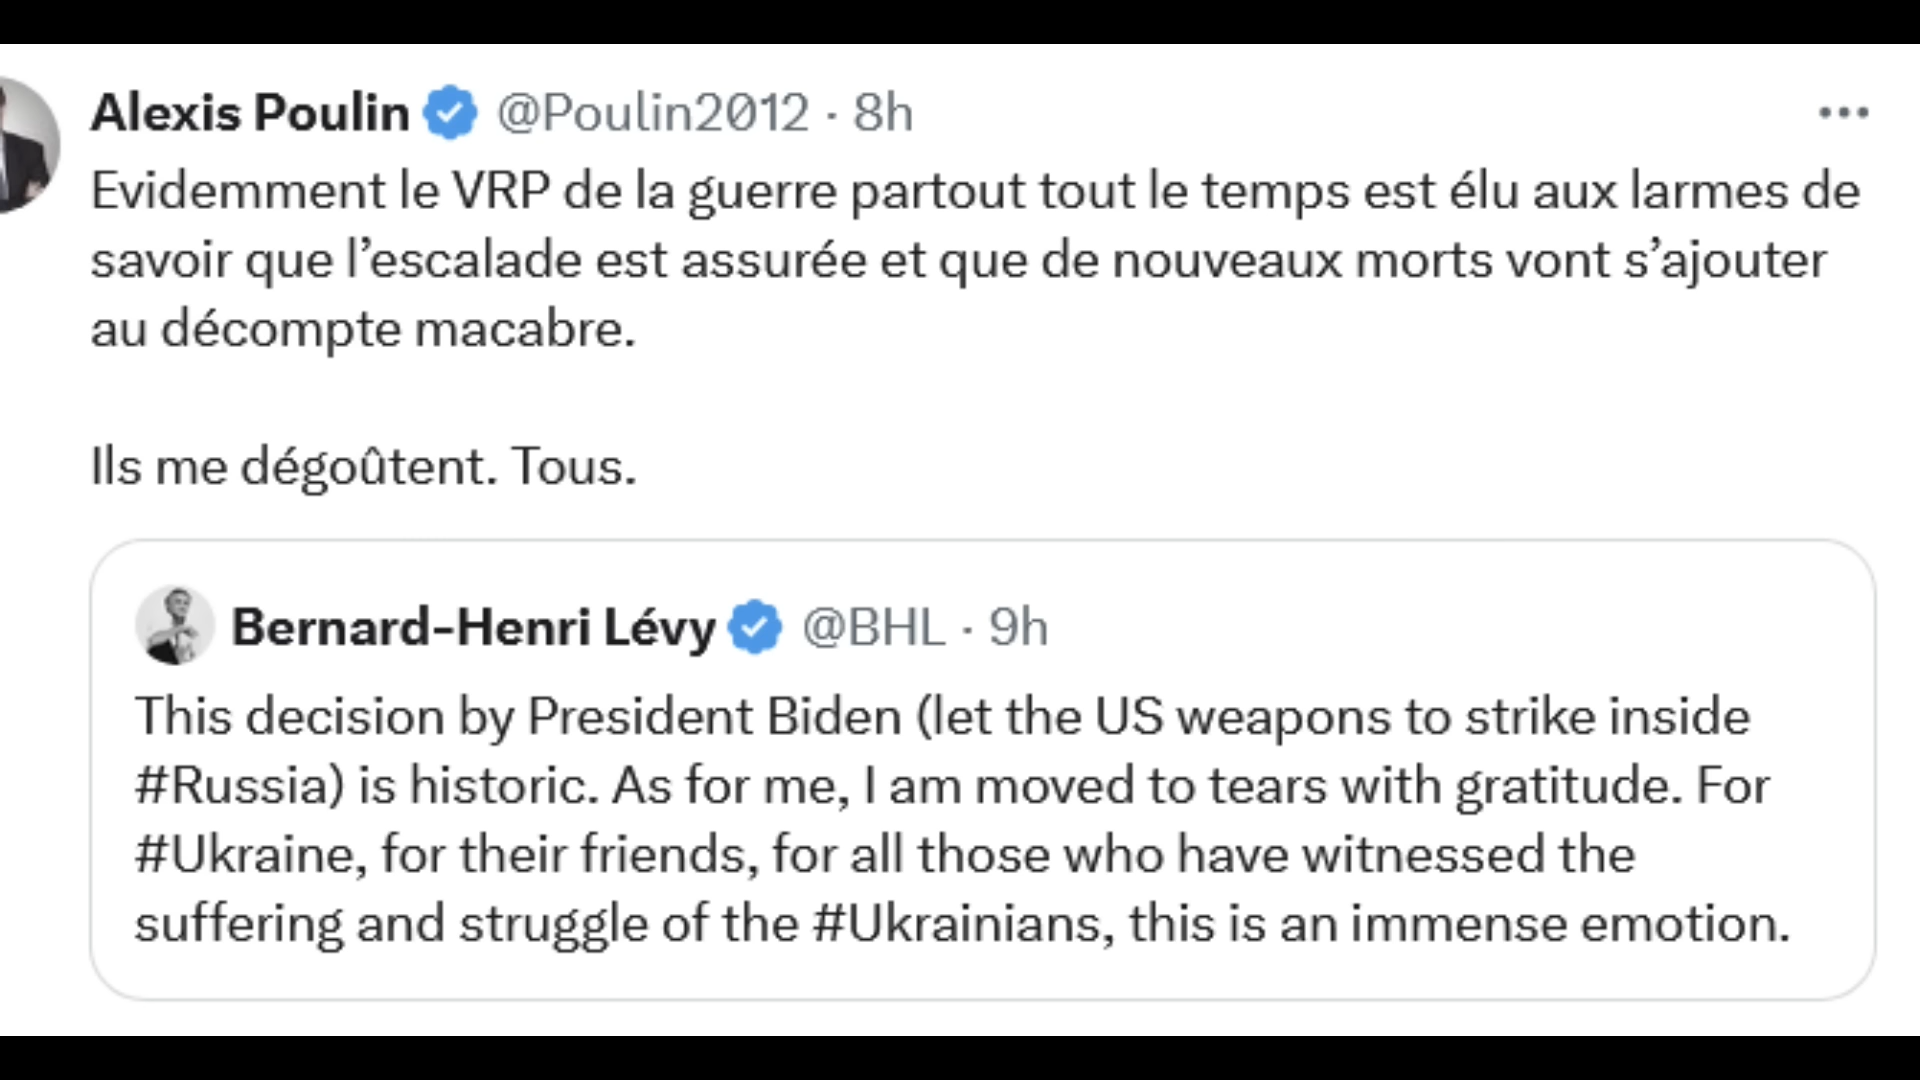 Alexis Poulin @Poulin2012 · 8h
Evidemment le VRP de la guerre partout tout le temps est élu aux larmes de
savoir que l’escalade est assurée et que de nouveaux morts vont s’ajouter
au décompte macabre.
Ils me dégoûtent. Tous.
Bernard-Henri Lévy @BHL · 9h
This decision by President Biden (let the US weapons to strike inside
#Russia) is historic. As for me, I am moved to tears with gratitude. For
#Ukraine, for their friends, for all those who have witnessed the
suffering and struggle of the #Ukrainians, this is an immense emotion.